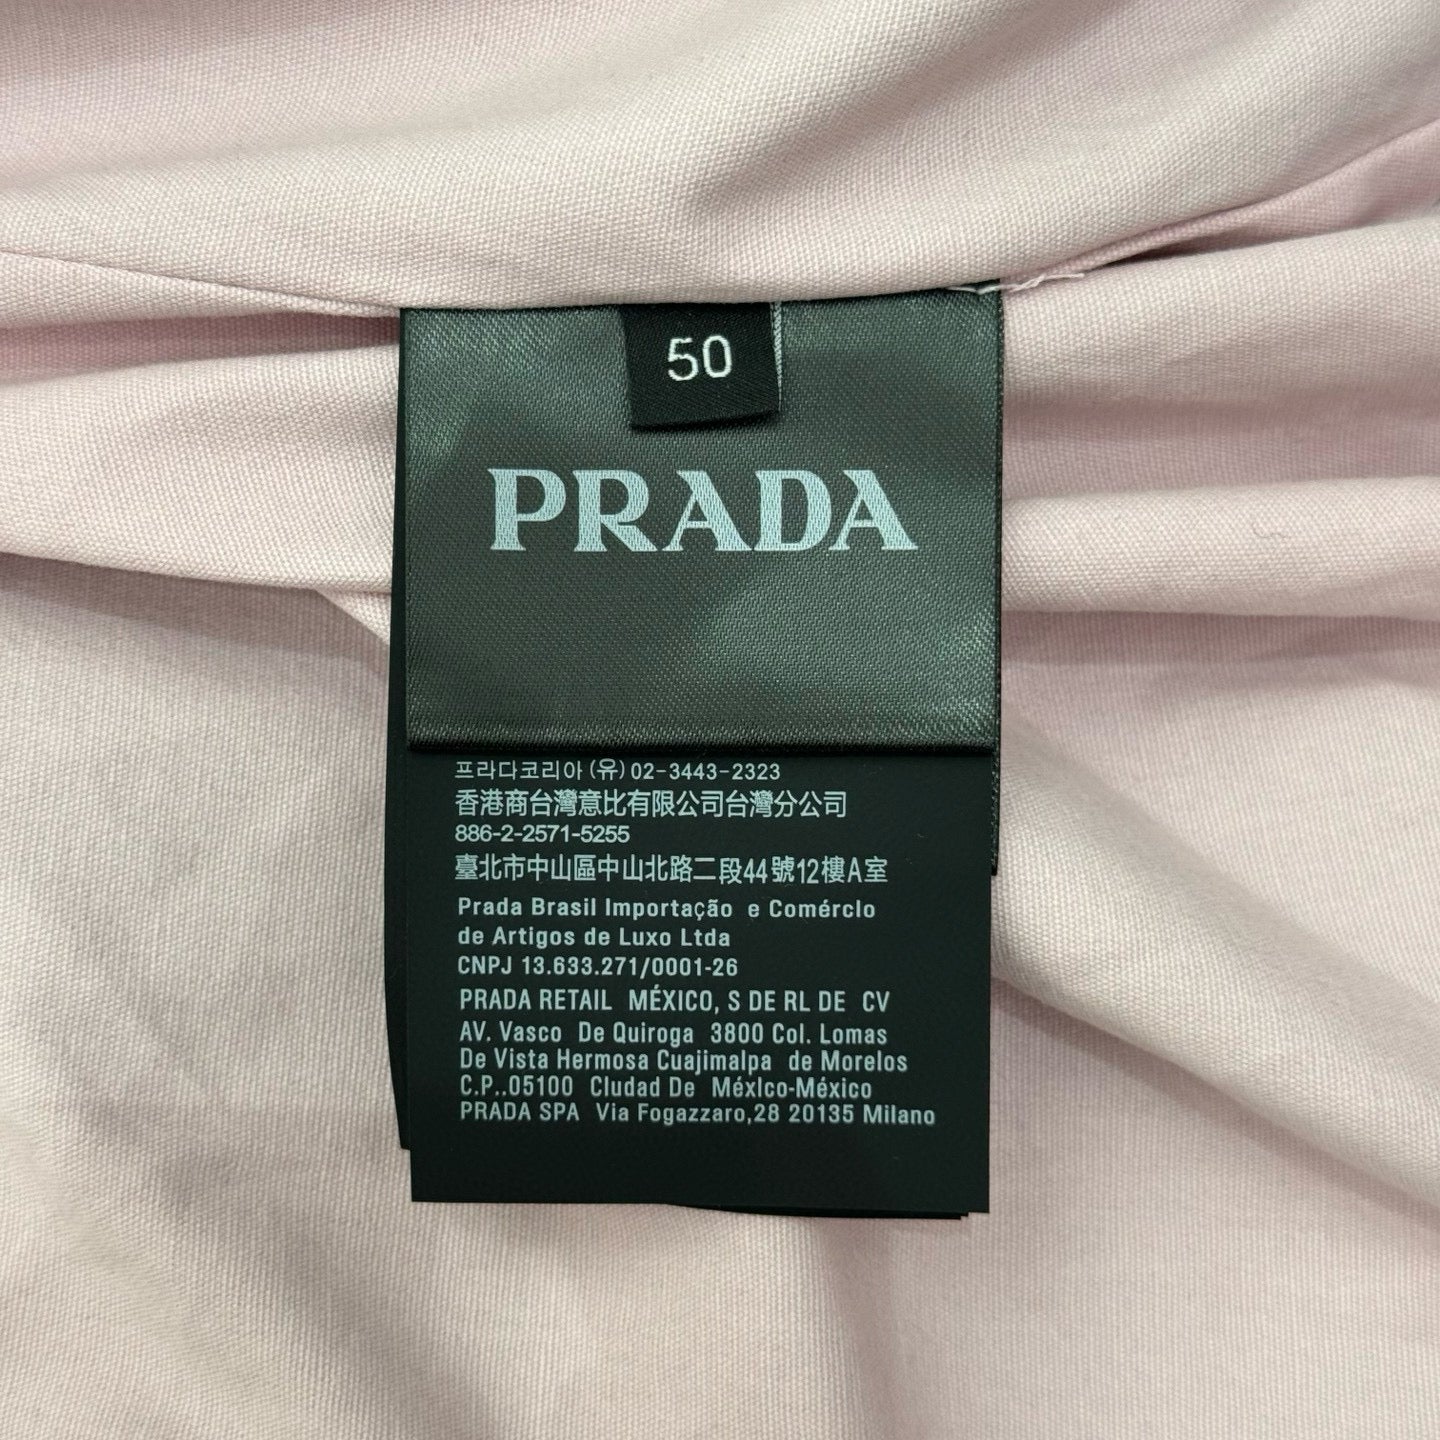 50
PRADA
프라다코리아 (유) 02-3443-2323
香港商台灣意比有限公司台灣分公司
886-2-2571-5255
臺北市中山區中山北路二段44號12樓A室
Prada Brasil Importação e Comérclo
de Artigos de Luxo Ltda
CNPJ 13.633.271/0001-26
PRADA RETAIL MÉXICO, S DE RL DE CV
AV. Vasco De Quiroga 3800 Col. Lomas
De Vista Hermosa Cuajimalpa de Morelos
C.P..05100 Cludad De Méxlco-México
PRADA SPA Via Fogazzaro,28 20135 Milano